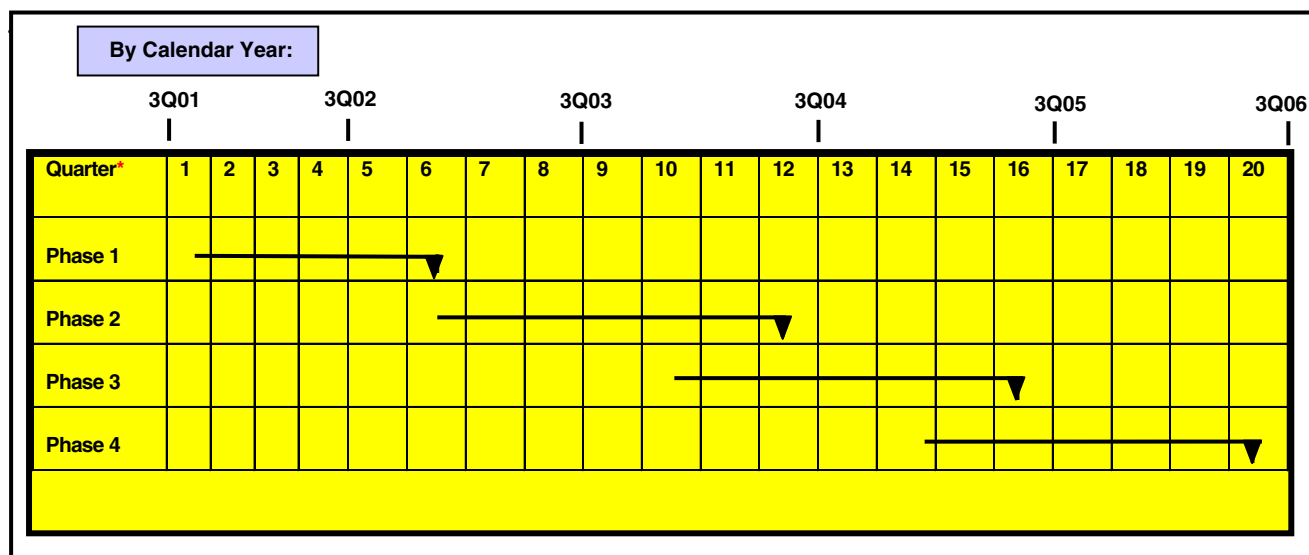 By Calendar Year:
3Q01 3Q02 3Q03 3Q04 3Q05 3Q06
Quarter* 1 2 3 4 5 6 7 8 9 10 11 12 13 14 15 16 17 18 19 20
Phase 1
Phase 2
Phase 3
Phase 4